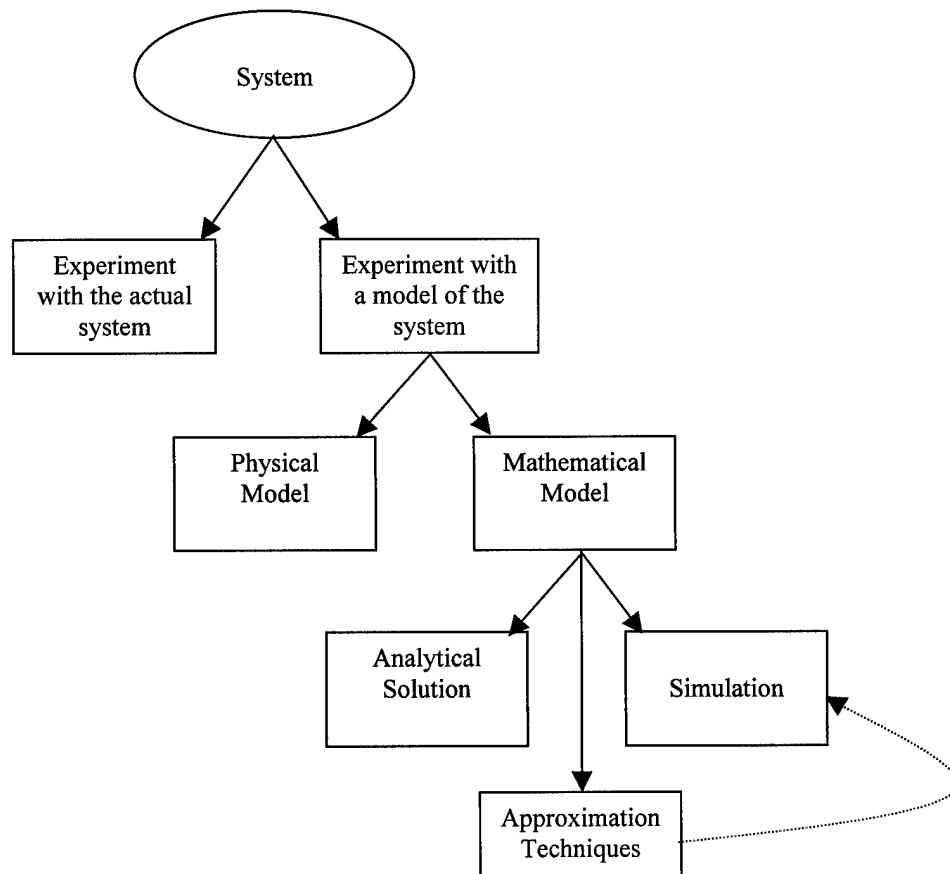 System
Experiment
with the actual
system
Experiment with
a model of the
system
Physical
Model
Mathematical
Model
Analytical
Solution
Simulation
Approximation
Techniques